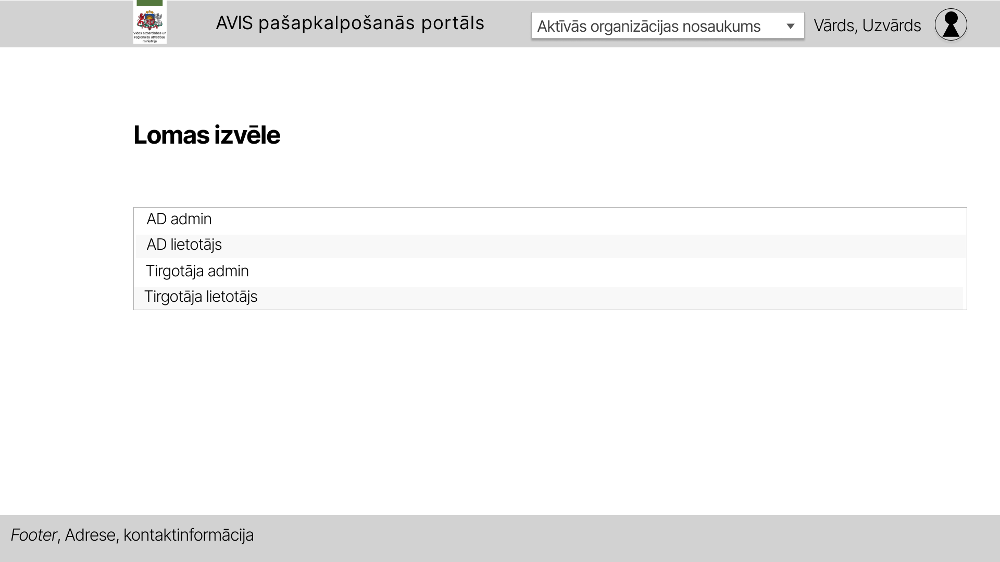 Vides aizsardzības un
reģionālās attīstības
ministrija
AVIS pašapkalpošanās portāls
Aktīvās organizācijas nosaukums
Vārds, Uzvārds
Lomas izvēle
AD admin
AD lietotājs
Tirgotāja admin
Tirgotāja lietotājs
Footer, Adrese, kontaktinformācija